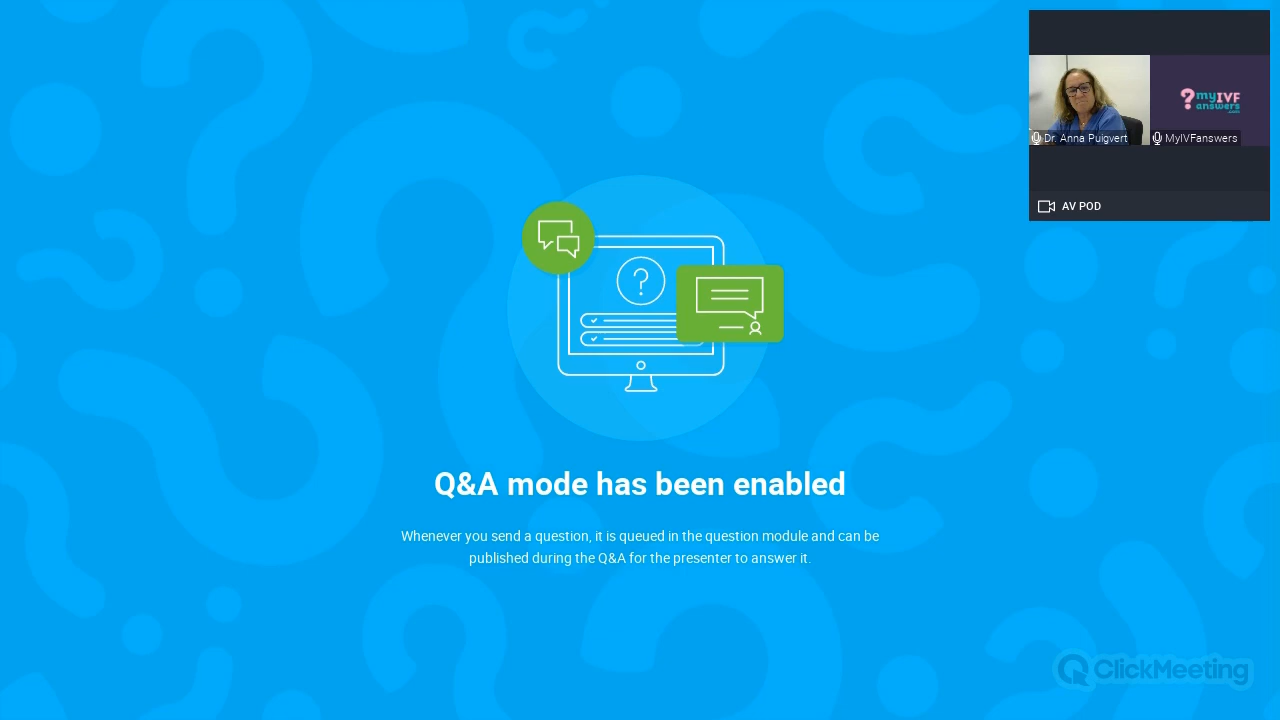 ?myIVF
answers
.com
Dr. Anna Puigvert
MyIVFanswers
AV POD
?
Q&A mode has been enabled
Whenever you send a question, it is queued in the question module and can be
published during the Q&A for the presenter to answer it.
ClickMeeting